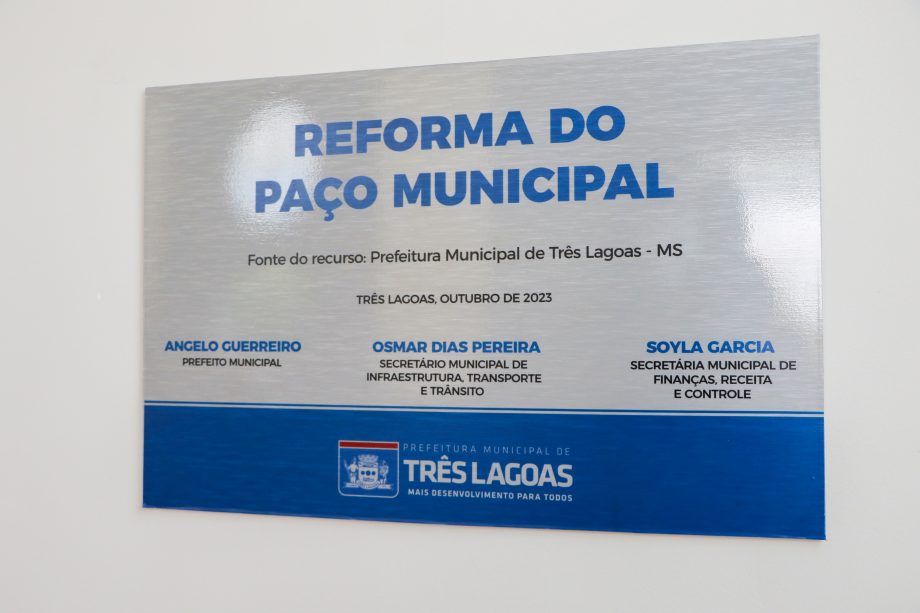 REFORMA DO
PAÇO MUNICIPAL
Fonte do recurso: Prefeitura Municipal de Três Lagoas - MS
TRÊS LAGOAS, OUTUBRO DE 2023
ANGELO GUERREIRO
PREFEITO MUNICIPAL
OSMAR DIAS PEREIRA
SECRETÁRIO MUNICIPAL DE
INFRAESTRUTURA, TRANSPORTE
E TRÂNSITO
SOYLA GARCIA
SECRETÁRIA MUNICIPAL DE
FINANÇAS, RECEITA
E CONTROLE
PREFEITURA MUNICIPAL DE
TRÊS LAGOAS
MAIS DESENVOLVIMENTO PARA TODOS